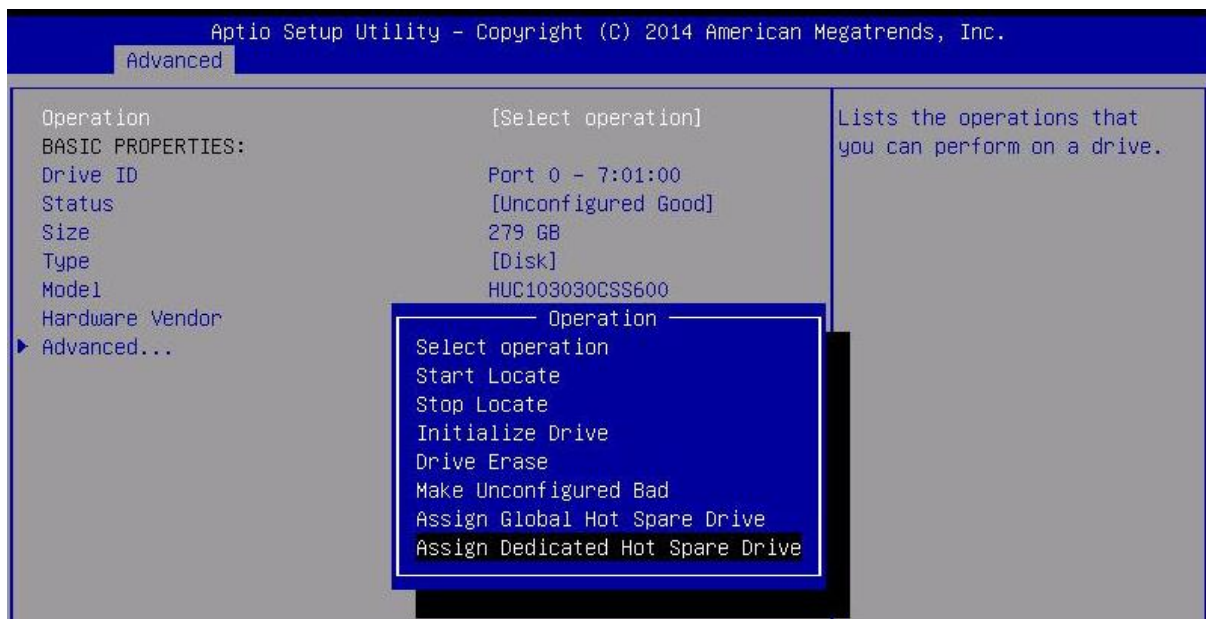 Aptio Setup Utility – Copyright (C) 2014 American Megatrends, Inc.
Advanced
Operation [Select operation]
BASIC PROPERTIES:
Drive ID Port 0 – 7:01:00
Status [Unconfigured Good]
Size 279 GB
Type [Disk]
Model HUC103030CSS600
Hardware Vendor
Advanced...
Operation
Select operation
Start Locate
Stop Locate
Initialize Drive
Drive Erase
Make Unconfigured Bad
Assign Global Hot Spare Drive
Assign Dedicated Hot Spare Drive
Lists the operations that
you can perform on a drive.